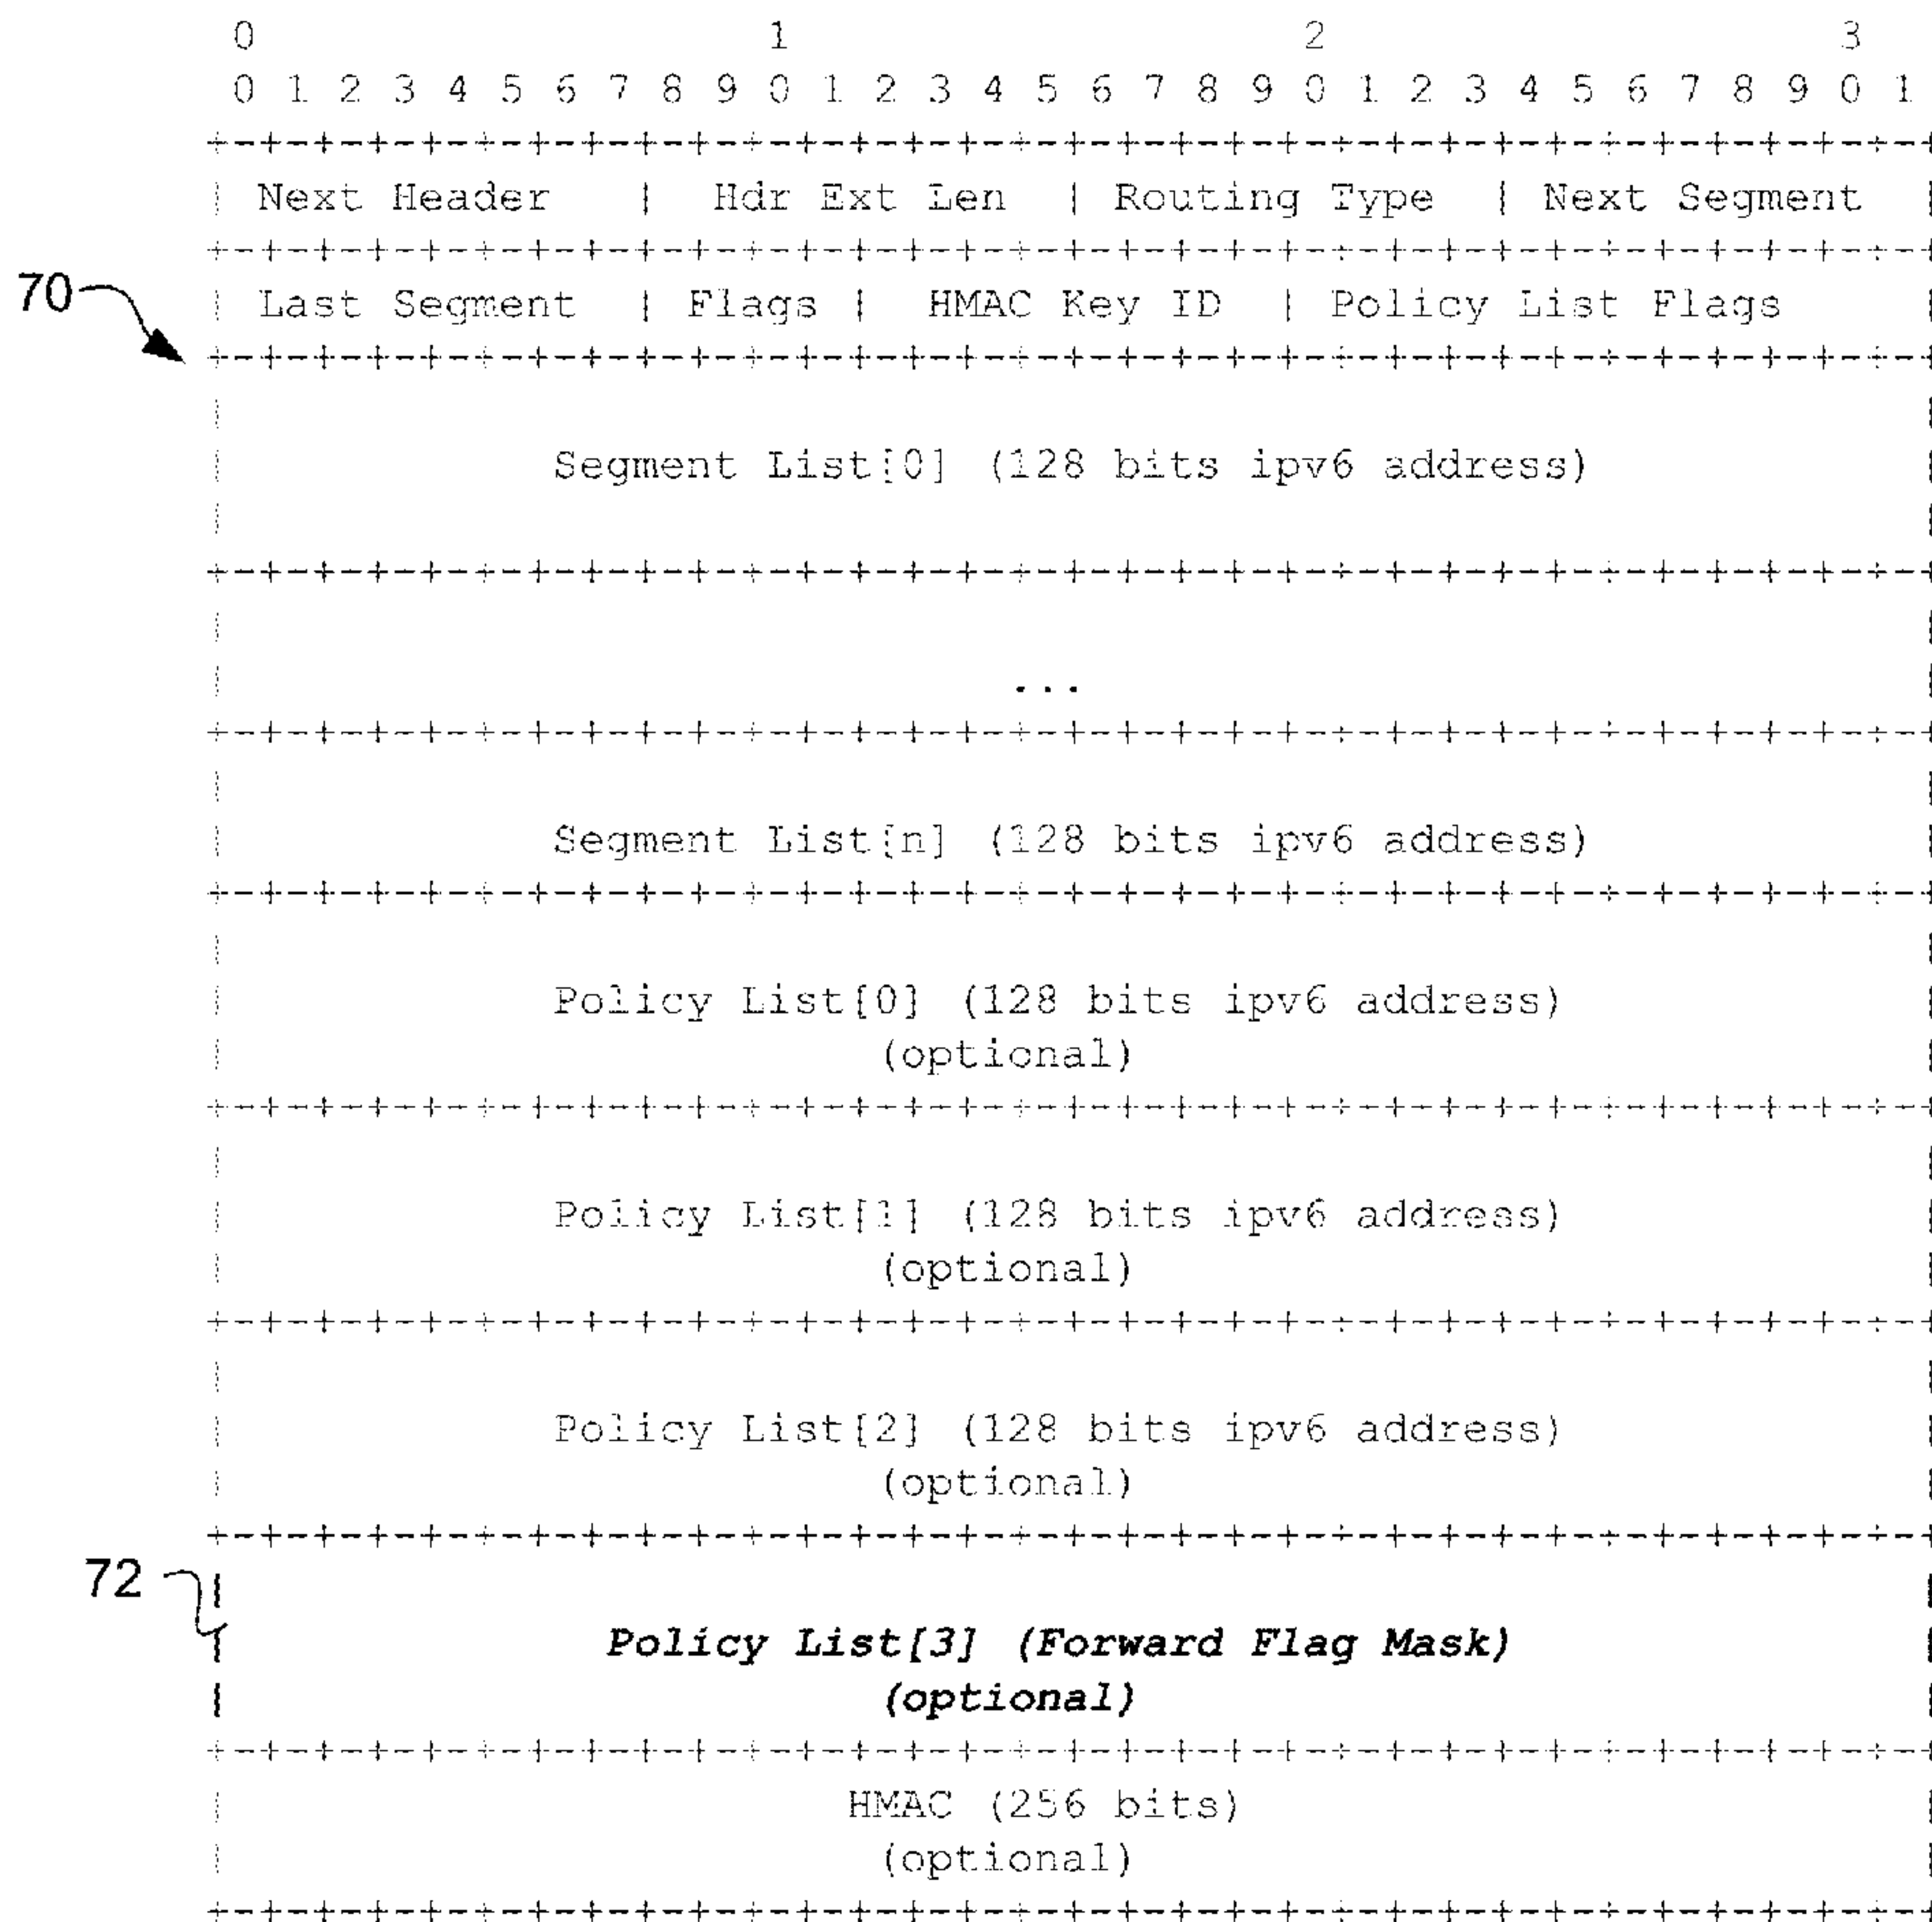 0 1 2 3
0 1 2 3 4 5 6 7 8 9 0 1 2 3 4 5 6 7 8 9 0 1 2 3 4 5 6 7 8 9 0 1
+-+-+-+-+-+-+-+-+-+-+-+-+-+-+-+-+-+-+-+-+-+-+-+-+-+-+-+-+-+-+-+-+
| Next Header | Hdr Ext Len | Routing Type | Next Segment |
+-+-+-+-+-+-+-+-+-+-+-+-+-+-+-+-+-+-+-+-+-+-+-+-+-+-+-+-+-+-+-+-+
70
| Last Segment | Flags | HMAC Key ID | Policy List Flags |
+-+-+-+-+-+-+-+-+-+-+-+-+-+-+-+-+-+-+-+-+-+-+-+-+-+-+-+-+-+-+-+-+
| Segment List[0] (128 bits ipv6 address) |
+-+-+-+-+-+-+-+-+-+-+-+-+-+-+-+-+-+-+-+-+-+-+-+-+-+-+-+-+-+-+-+-+
| ... |
+-+-+-+-+-+-+-+-+-+-+-+-+-+-+-+-+-+-+-+-+-+-+-+-+-+-+-+-+-+-+-+-+
| Segment List[n] (128 bits ipv6 address) |
+-+-+-+-+-+-+-+-+-+-+-+-+-+-+-+-+-+-+-+-+-+-+-+-+-+-+-+-+-+-+-+-+
| Policy List[0] (128 bits ipv6 address) |
| (optional) |
+-+-+-+-+-+-+-+-+-+-+-+-+-+-+-+-+-+-+-+-+-+-+-+-+-+-+-+-+-+-+-+-+
| Policy List[1] (128 bits ipv6 address) |
| (optional) |
+-+-+-+-+-+-+-+-+-+-+-+-+-+-+-+-+-+-+-+-+-+-+-+-+-+-+-+-+-+-+-+-+
| Policy List[2] (128 bits ipv6 address) |
| (optional) |
+-+-+-+-+-+-+-+-+-+-+-+-+-+-+-+-+-+-+-+-+-+-+-+-+-+-+-+-+-+-+-+-+
72
| Policy List[3] (Forward Flag Mask) |
| (optional) |
+-+-+-+-+-+-+-+-+-+-+-+-+-+-+-+-+-+-+-+-+-+-+-+-+-+-+-+-+-+-+-+-+
| HMAC (256 bits) |
| (optional) |
+-+-+-+-+-+-+-+-+-+-+-+-+-+-+-+-+-+-+-+-+-+-+-+-+-+-+-+-+-+-+-+-+